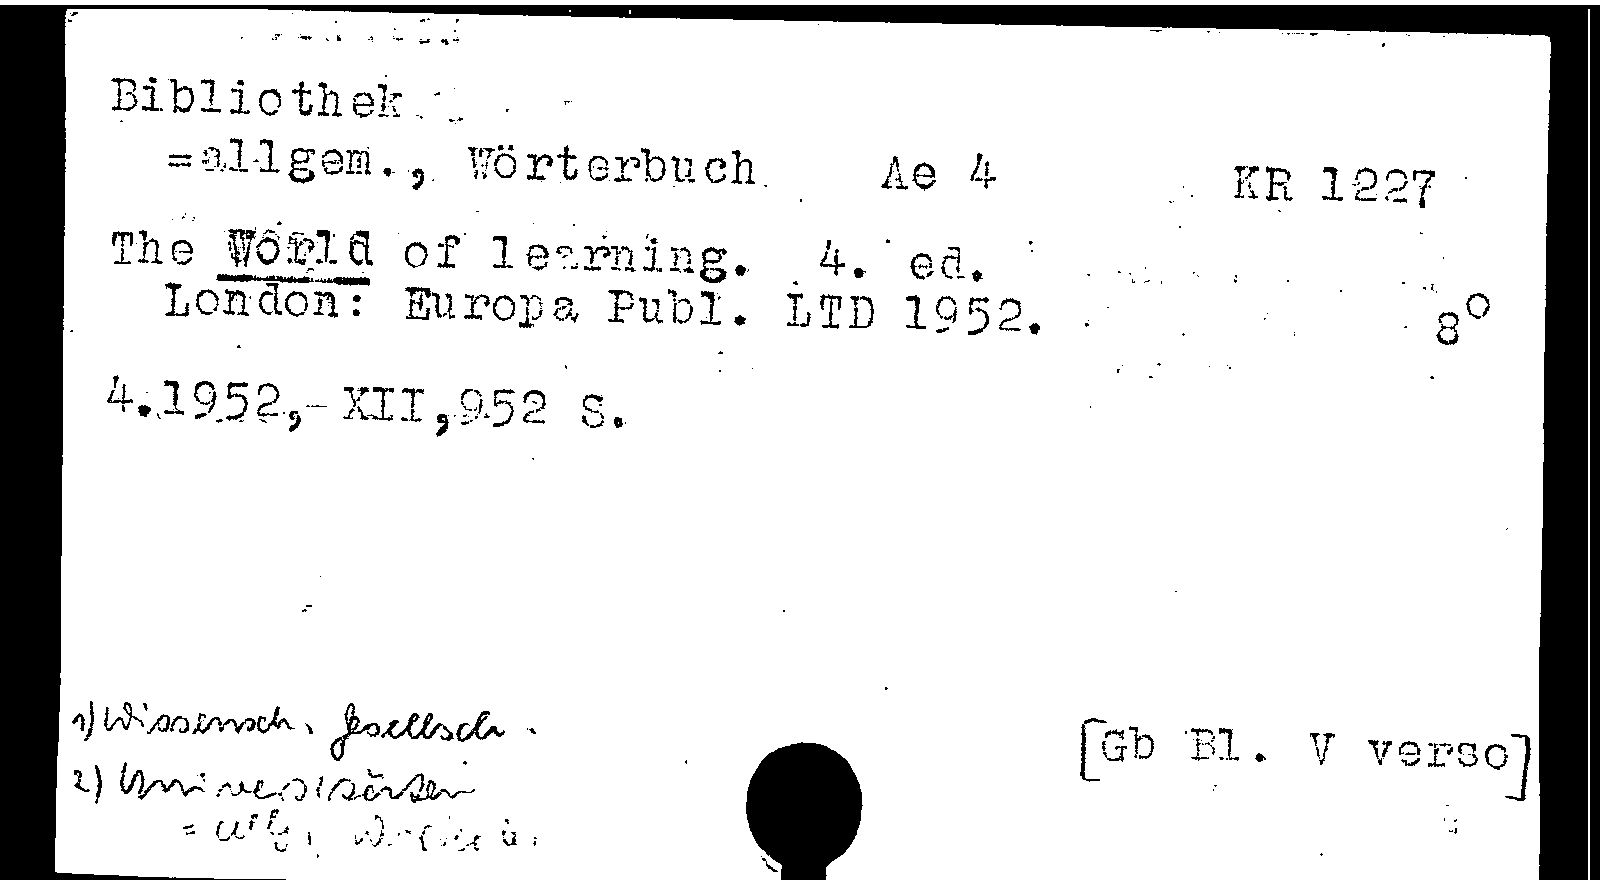 Bibliothek
=allgem., Wörterbuch Ae 4 KR 1227
The World of learning. 4. ed.
London: Europa Publ. LTD 1952. 8°
4.1952,- XII,952 S.
1) Wissensch. Gesellsch.
2) Universitäten
[Gb Bl. V verso]